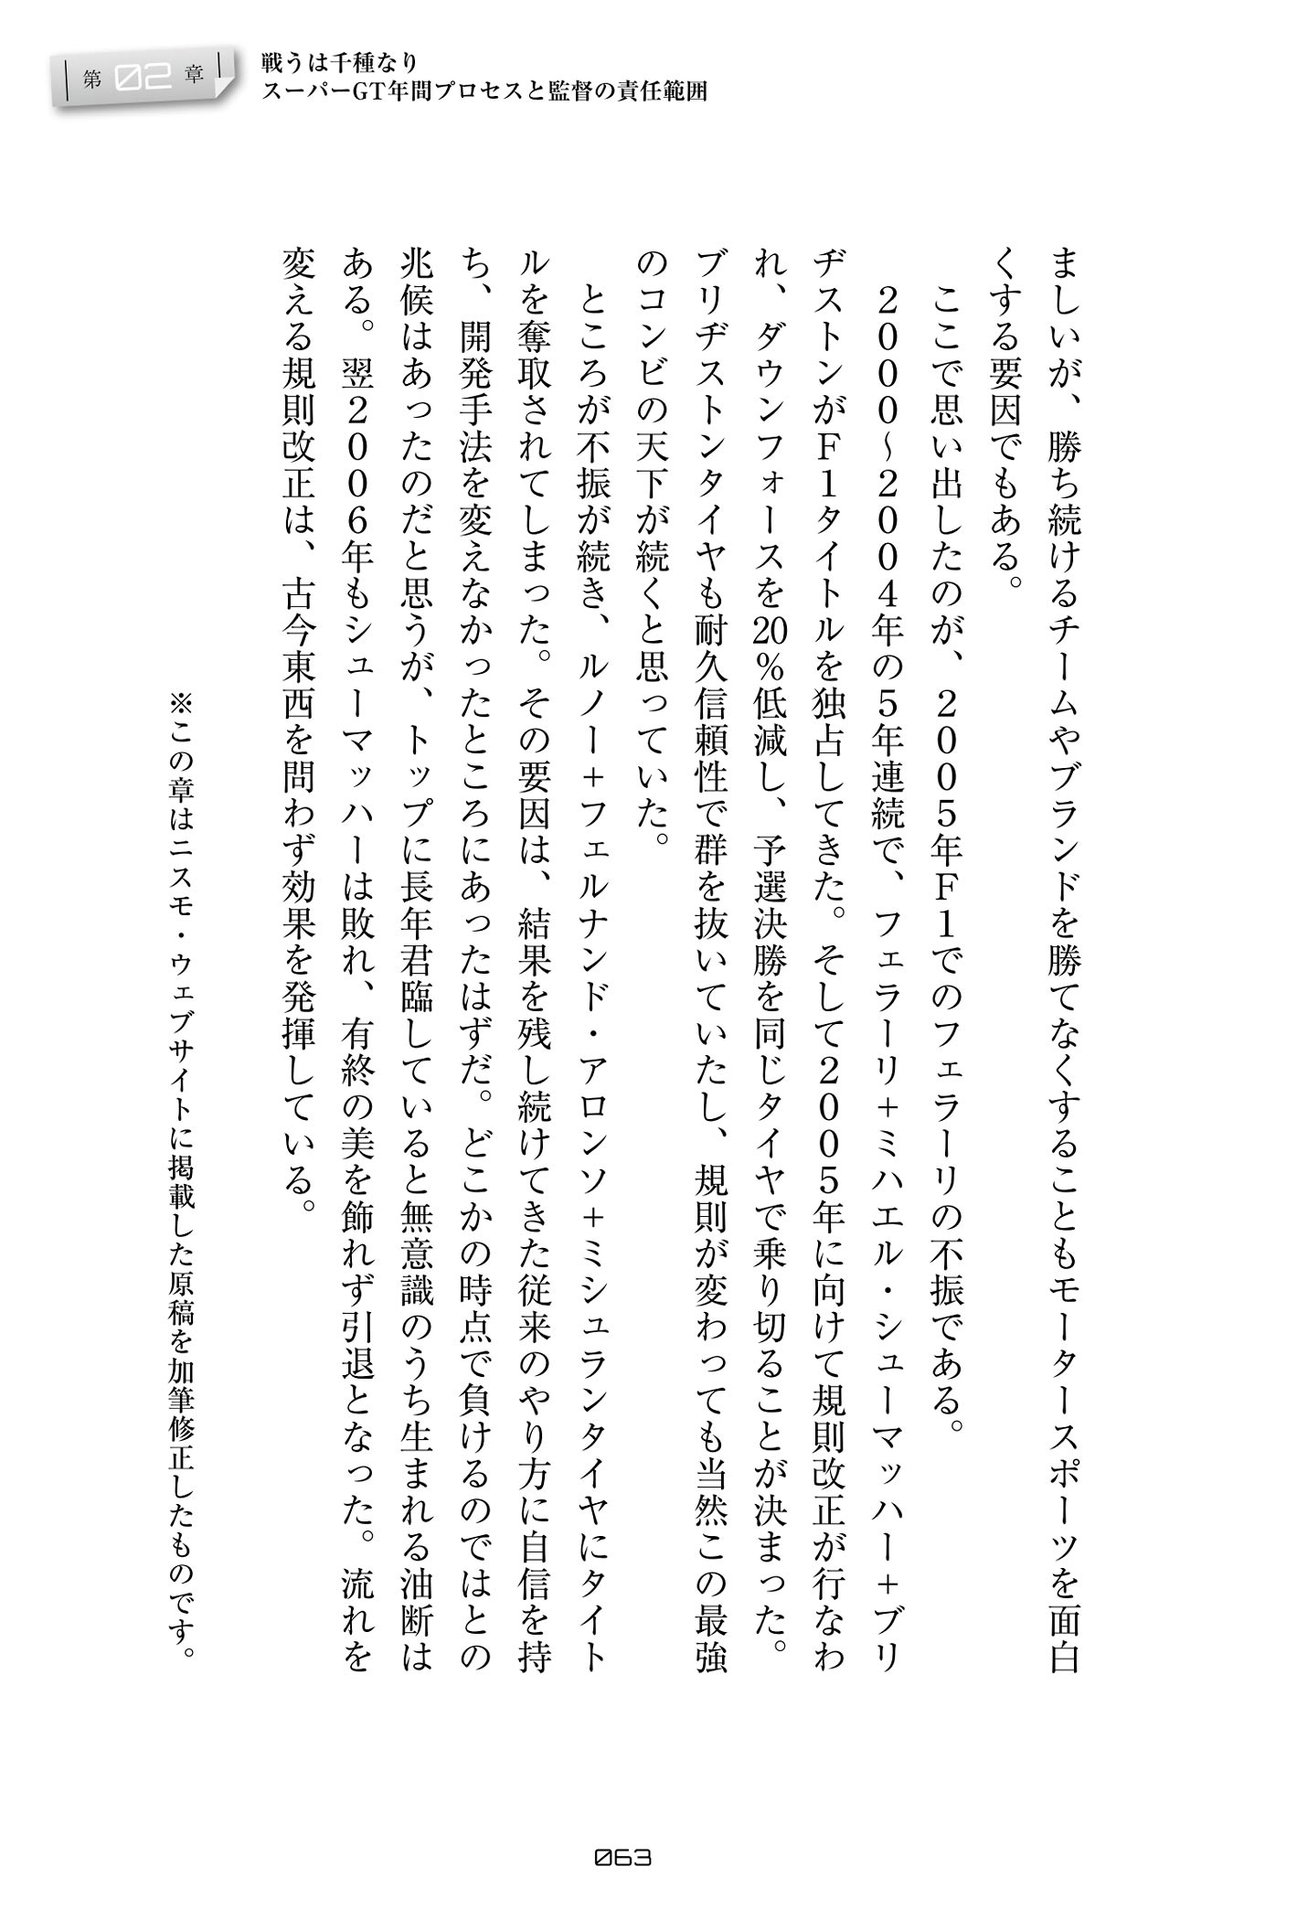 第02章
戦うは千種なり
スーパーGT年間プロセスと監督の責任範囲
ましいが、勝ち続けるチームやブランドを勝てなくすることもモータースポーツを面白
くする要因でもある。
ここで思い出したのが、２００５年Ｆ１でのフェラーリの不振である。
２０００〜２００４年の５年連続で、フェラーリ＋ミハエル・シューマッハー＋ブリ
ヂストンがＦ１タイトルを独占してきた。そして２００５年に向けて規則改正が行なわ
れ、ダウンフォースを20％低減し、予選決勝を同じタイヤで乗り切ることが決まった。
ブリヂストンタイヤも耐久信頼性で群を抜いていたし、規則が変わっても当然この最強
のコンビの天下が続くと思っていた。
ところが不振が続き、ルノー＋フェルナンド・アロンソ＋ミシュランタイヤにタイト
ルを奪取されてしまった。その要因は、結果を残し続けてきた従来のやり方に自信を持
ち、開発手法を変えなかったところにあったはずだ。どこかの時点で負けるのではとの
兆候はあったのだと思うが、トップに長年君臨していると無意識のうち生まれる油断は
ある。翌２００６年もシューマッハーは敗れ、有終の美を飾れず引退となった。流れを
変える規則改正は、古今東西を問わず効果を発揮している。
※この章はニスモ・ウェブサイトに掲載した原稿を加筆修正したものです。
063